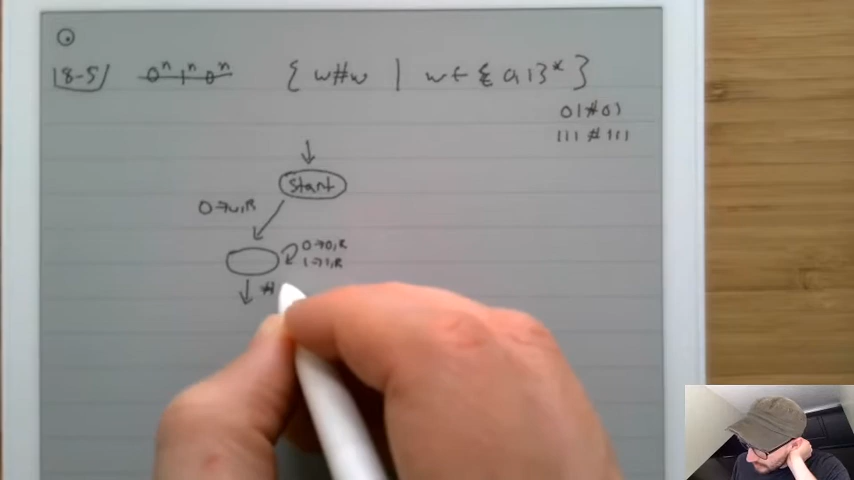 18-5/ 0ⁿ1ⁿ0ⁿ { w#w | w ∈ {0,1}* }
01#01
111#111
Start
0→␣,R
0→0,R
1→1,R
#